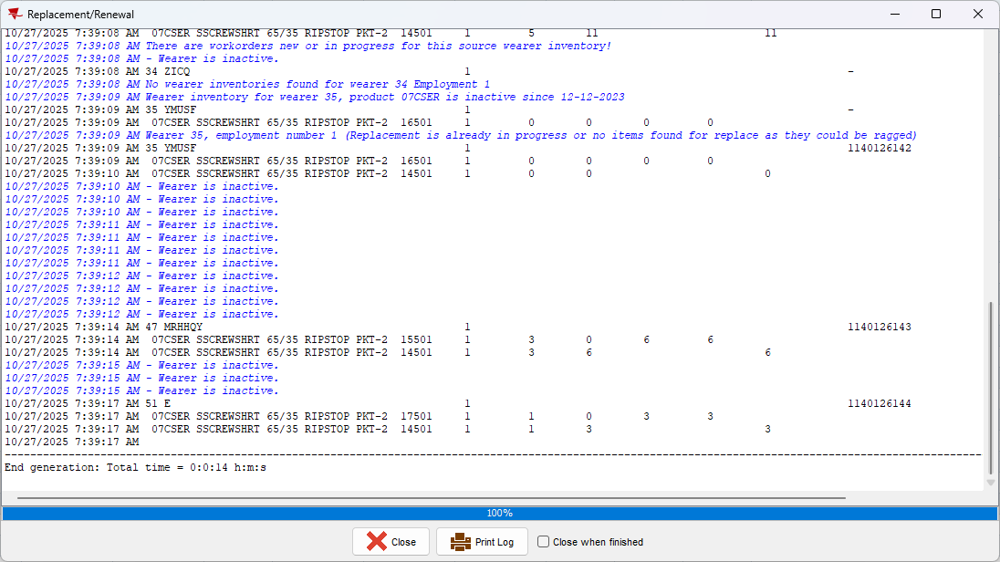 Replacement/Renewal
10/27/2025 7:39:08 AM  07CSER SSCREWSHRT 65/35 RIPSTOP PKT-2  14501     1         5        11                          11
10/27/2025 7:39:08 AM There are workorders new or in progress for this source wearer inventory!
10/27/2025 7:39:08 AM - Wearer is inactive.
10/27/2025 7:39:08 AM 34 ZICQ                                           1                                                           -
10/27/2025 7:39:08 AM No wearer inventories found for wearer 34 Employment 1
10/27/2025 7:39:09 AM Wearer inventory for wearer 35, product 07CSER is inactive since 12-12-2023
10/27/2025 7:39:09 AM 35 YMUSF                                          1                                                           -
10/27/2025 7:39:09 AM  07CSER SSCREWSHRT 65/35 RIPSTOP PKT-2  16501     1         0        0        0         0
10/27/2025 7:39:09 AM Wearer 35, employment number 1 (Replacement is already in progress or no items found for replace as they could be ragged)
10/27/2025 7:39:09 AM 35 YMUSF                                          1                                                           1140126142
10/27/2025 7:39:09 AM  07CSER SSCREWSHRT 65/35 RIPSTOP PKT-2  16501     1         0        0        0         0
10/27/2025 7:39:10 AM  07CSER SSCREWSHRT 65/35 RIPSTOP PKT-2  14501     1         0        0                           0
10/27/2025 7:39:10 AM - Wearer is inactive.
10/27/2025 7:39:10 AM - Wearer is inactive.
10/27/2025 7:39:10 AM - Wearer is inactive.
10/27/2025 7:39:11 AM - Wearer is inactive.
10/27/2025 7:39:11 AM - Wearer is inactive.
10/27/2025 7:39:11 AM - Wearer is inactive.
10/27/2025 7:39:11 AM - Wearer is inactive.
10/27/2025 7:39:12 AM - Wearer is inactive.
10/27/2025 7:39:12 AM - Wearer is inactive.
10/27/2025 7:39:12 AM - Wearer is inactive.
10/27/2025 7:39:12 AM - Wearer is inactive.
10/27/2025 7:39:14 AM 47 MRHHQY                                         1                                                           1140126143
10/27/2025 7:39:14 AM  07CSER SSCREWSHRT 65/35 RIPSTOP PKT-2  15501     1         3        0        6         6
10/27/2025 7:39:14 AM  07CSER SSCREWSHRT 65/35 RIPSTOP PKT-2  14501     1         3        6                           6
10/27/2025 7:39:15 AM - Wearer is inactive.
10/27/2025 7:39:15 AM - Wearer is inactive.
10/27/2025 7:39:15 AM - Wearer is inactive.
10/27/2025 7:39:17 AM 51 E                                              1                                                           1140126144
10/27/2025 7:39:17 AM  07CSER SSCREWSHRT 65/35 RIPSTOP PKT-2  17501     1         1        0        3         3
10/27/2025 7:39:17 AM  07CSER SSCREWSHRT 65/35 RIPSTOP PKT-2  14501     1         1        3                           3
10/27/2025 7:39:17 AM
End generation: Total time = 0:0:14 h:m:s
100%
Close
Print Log
Close when finished